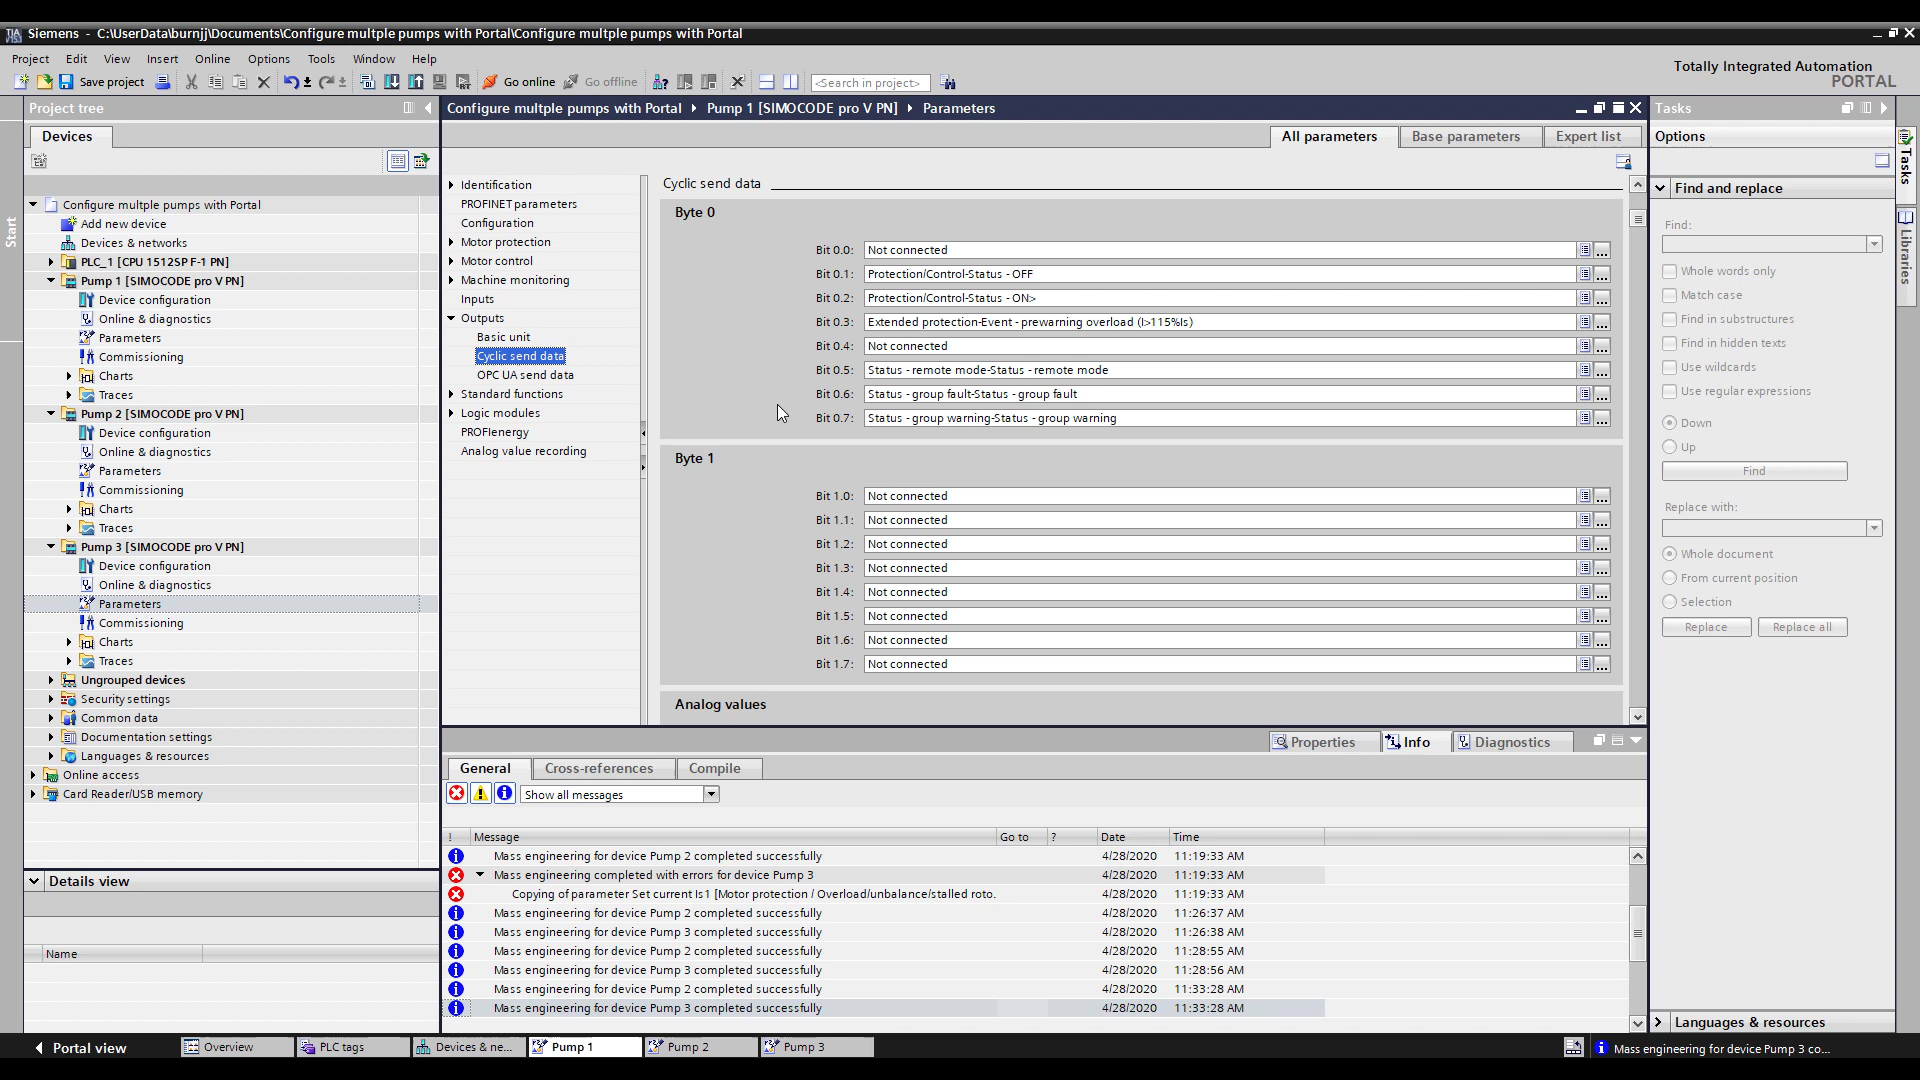 Siemens - C:\UserData\burnjj\Documents\Configure multple pumps with Portal\Configure multple pumps with Portal
Project Edit View Insert Online Options Tools Window Help
Totally Integrated Automation
PORTAL
Save project
Go online
Go offline
<Search in project>
Project tree
Devices
Start
Configure multple pumps with Portal
Add new device
Devices & networks
PLC_1 [CPU 1512SP F-1 PN]
Pump 1 [SIMOCODE pro V PN]
Device configuration
Online & diagnostics
Parameters
Commissioning
Charts
Traces
Pump 2 [SIMOCODE pro V PN]
Device configuration
Online & diagnostics
Parameters
Commissioning
Charts
Traces
Pump 3 [SIMOCODE pro V PN]
Device configuration
Online & diagnostics
Parameters
Commissioning
Charts
Traces
Ungrouped devices
Security settings
Common data
Documentation settings
Languages & resources
Online access
Card Reader/USB memory
Details view
Name
Configure multple pumps with Portal Pump 1 [SIMOCODE pro V PN] Parameters
All parameters Base parameters Expert list
Identification
PROFINET parameters
Configuration
Motor protection
Motor control
Machine monitoring
Inputs
Outputs
Basic unit
Cyclic send data
OPC UA send data
Standard functions
Logic modules
PROFIenergy
Analog value recording
Cyclic send data
Byte 0
Bit 0.0: Not connected
Bit 0.1: Protection/Control-Status - OFF
Bit 0.2: Protection/Control-Status - ON>
Bit 0.3: Extended protection-Event - prewarning overload (I>115%Is)
Bit 0.4: Not connected
Bit 0.5: Status - remote mode-Status - remote mode
Bit 0.6: Status - group fault-Status - group fault
Bit 0.7: Status - group warning-Status - group warning
Byte 1
Bit 1.0: Not connected
Bit 1.1: Not connected
Bit 1.2: Not connected
Bit 1.3: Not connected
Bit 1.4: Not connected
Bit 1.5: Not connected
Bit 1.6: Not connected
Bit 1.7: Not connected
Analog values
Properties Info Diagnostics
General Cross-references Compile
Show all messages
! Message Go to ? Date Time
Mass engineering for device Pump 2 completed successfully 4/28/2020 11:19:33 AM
Mass engineering completed with errors for device Pump 3 4/28/2020 11:19:33 AM
Copying of parameter Set current Is1 [Motor protection / Overload/unbalance/stalled roto. 4/28/2020 11:19:33 AM
Mass engineering for device Pump 2 completed successfully 4/28/2020 11:26:37 AM
Mass engineering for device Pump 3 completed successfully 4/28/2020 11:26:38 AM
Mass engineering for device Pump 2 completed successfully 4/28/2020 11:28:55 AM
Mass engineering for device Pump 3 completed successfully 4/28/2020 11:28:56 AM
Mass engineering for device Pump 2 completed successfully 4/28/2020 11:33:28 AM
Mass engineering for device Pump 3 completed successfully 4/28/2020 11:33:28 AM
Tasks
Options
Find and replace
Find:
Whole words only
Match case
Find in substructures
Find in hidden texts
Use wildcards
Use regular expressions
Down
Up
Find
Replace with:
Whole document
From current position
Selection
Replace Replace all
Languages & resources
Tasks
Libraries
Portal view Overview PLC tags Devices & ne... Pump 1 Pump 2 Pump 3 Mass engineering for device Pump 3 co...